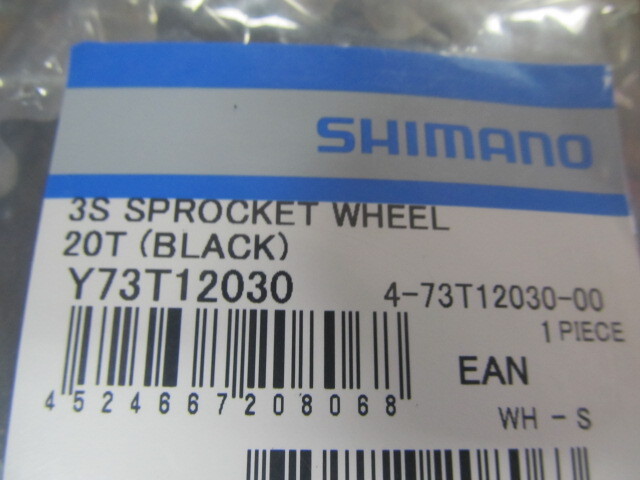 SHIMANO
3S SPROCKET WHEEL
20T (BLACK)
Y73T12030
4-73T12030-00
1 PIECE
EAN
4524667208068
WH - S